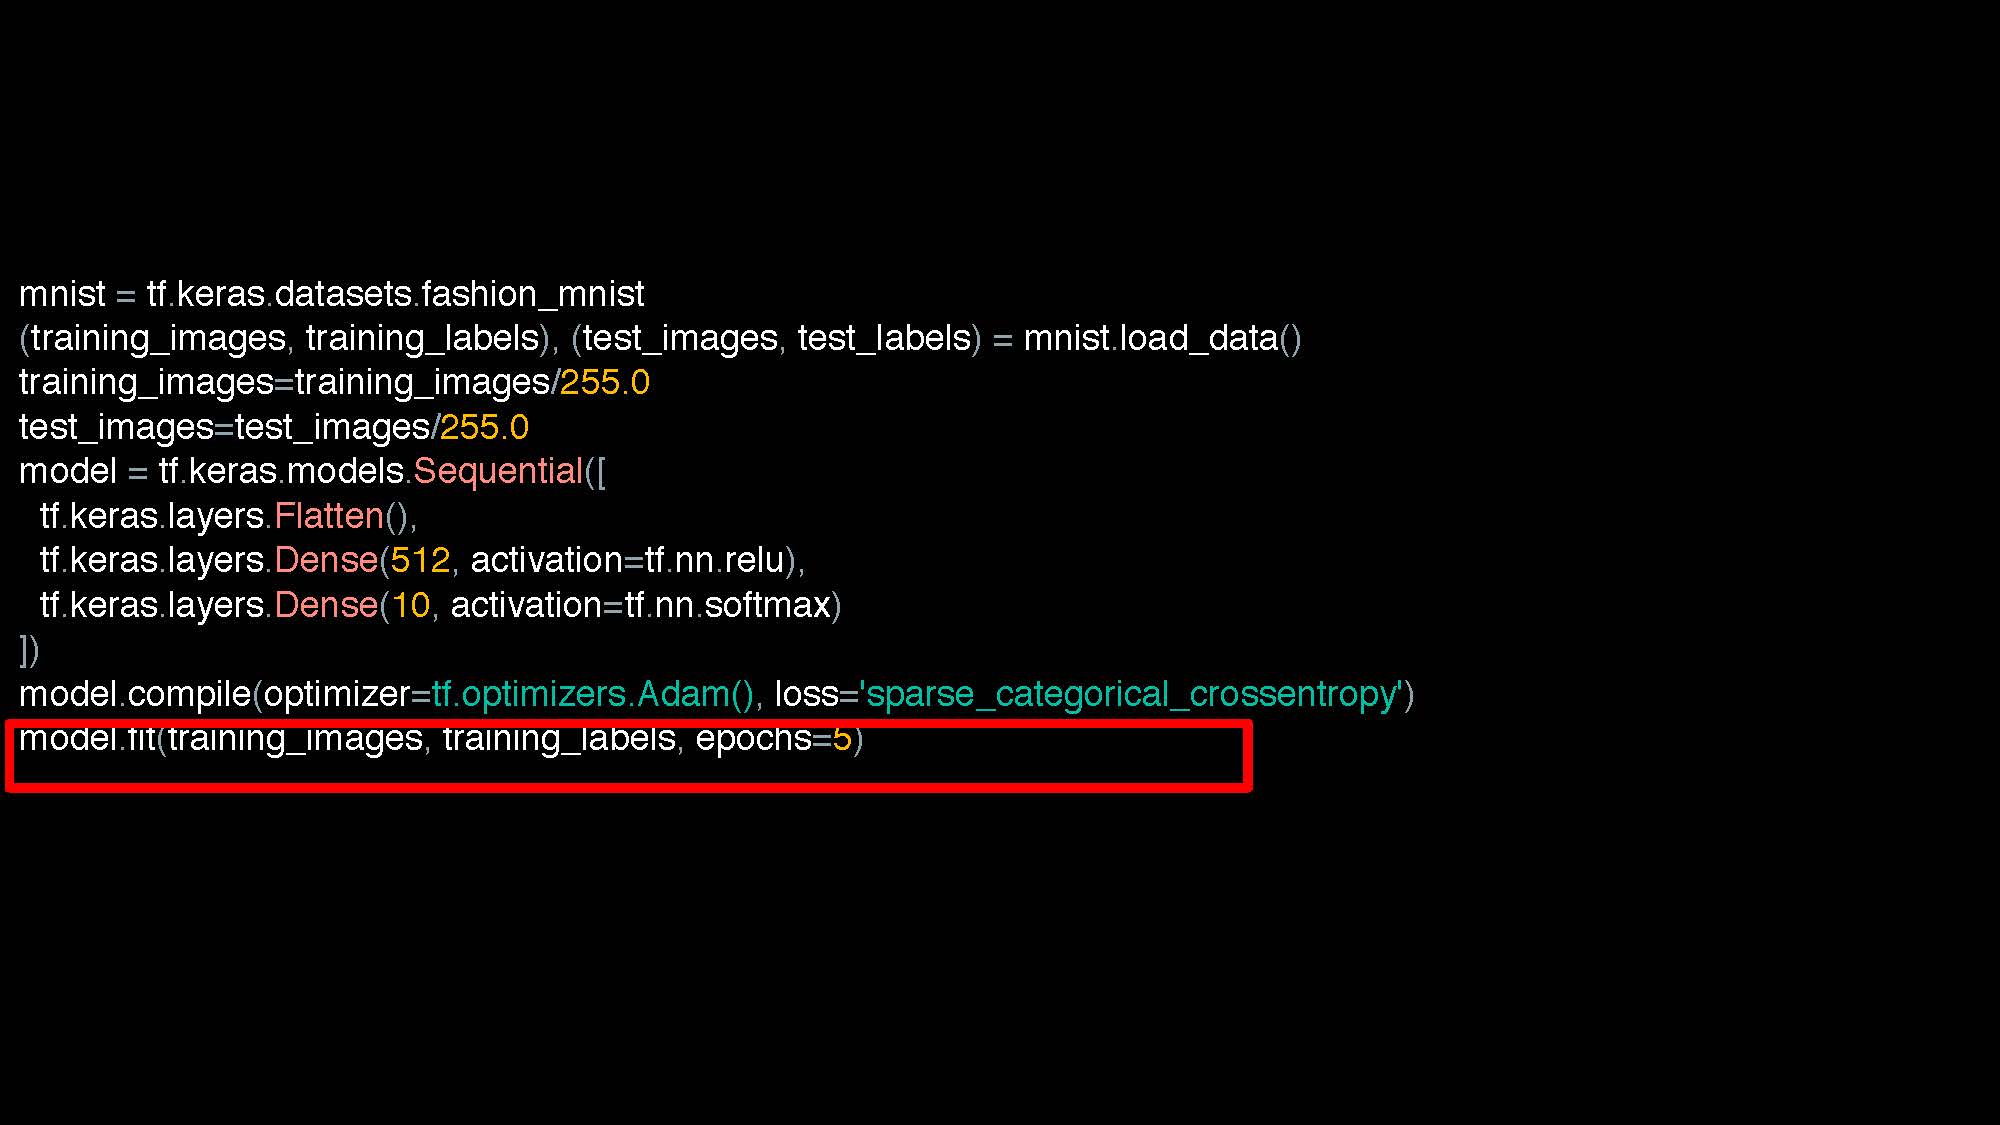 mnist = tf.keras.datasets.fashion_mnist
(training_images, training_labels), (test_images, test_labels) = mnist.load_data()
training_images=training_images/255.0
test_images=test_images/255.0
model = tf.keras.models.Sequential([
  tf.keras.layers.Flatten(),
  tf.keras.layers.Dense(512, activation=tf.nn.relu),
  tf.keras.layers.Dense(10, activation=tf.nn.softmax)
])
model.compile(optimizer=tf.optimizers.Adam(), loss='sparse_categorical_crossentropy')
model.fit(training_images, training_labels, epochs=5)